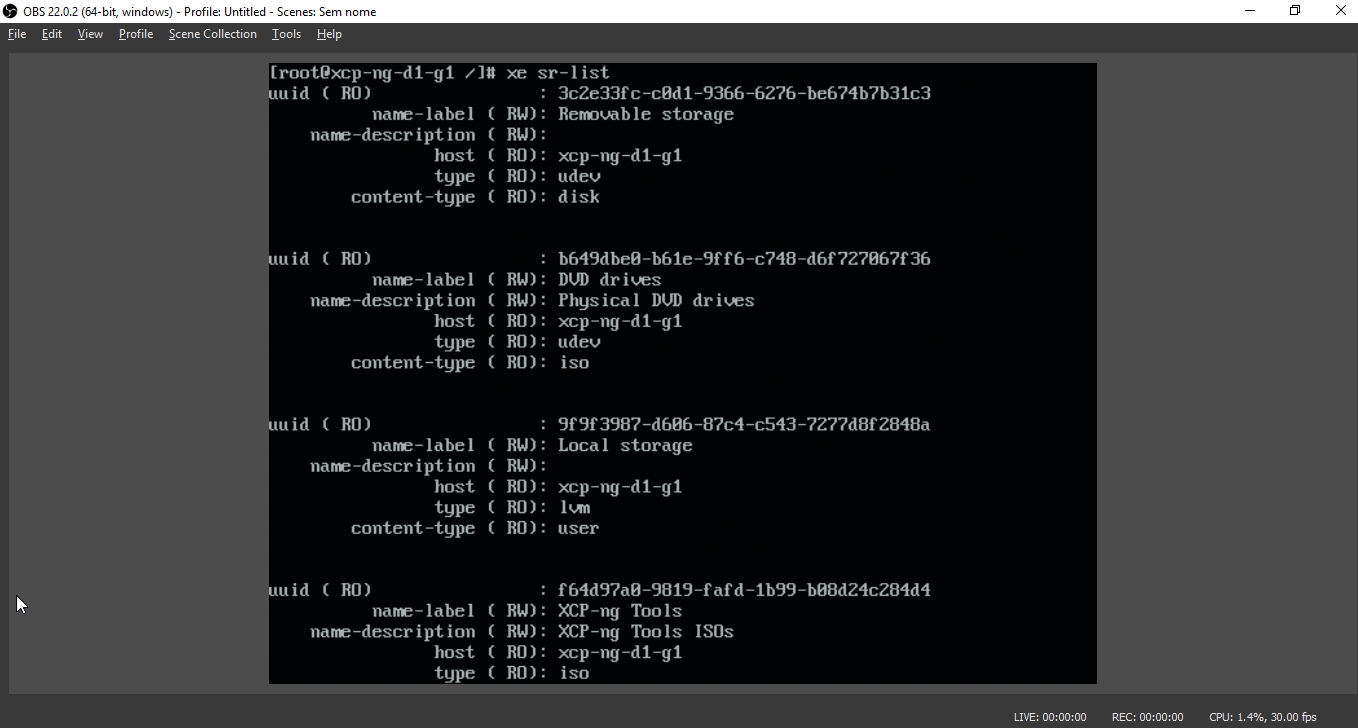 OBS 22.0.2 (64-bit, windows) - Profile: Untitled - Scenes: Sem nome
File Edit View Profile Scene Collection Tools Help
[root@xcp-ng-d1-g1 /]# xe sr-list
uuid ( RO) : 3c2e33fc-c0d1-9366-6276-be674b7b31c3
name-label ( RW): Removable storage
name-description ( RW):
host ( RO): xcp-ng-d1-g1
type ( RO): udev
content-type ( RO): disk
uuid ( RO) : b649dbe0-b61e-9ff6-c748-d6f727067f36
name-label ( RW): DVD drives
name-description ( RW): Physical DVD drives
host ( RO): xcp-ng-d1-g1
type ( RO): udev
content-type ( RO): iso
uuid ( RO) : 9f9f3987-d606-87c4-c543-7277d8f2848a
name-label ( RW): Local storage
name-description ( RW):
host ( RO): xcp-ng-d1-g1
type ( RO): lvm
content-type ( RO): user
uuid ( RO) : f64d97a0-9819-fafd-1b99-b08d24c284d4
name-label ( RW): XCP-ng Tools
name-description ( RW): XCP-ng Tools ISOs
host ( RO): xcp-ng-d1-g1
type ( RO): iso
LIVE: 00:00:00 REC: 00:00:00 CPU: 1.4%, 30.00 fps